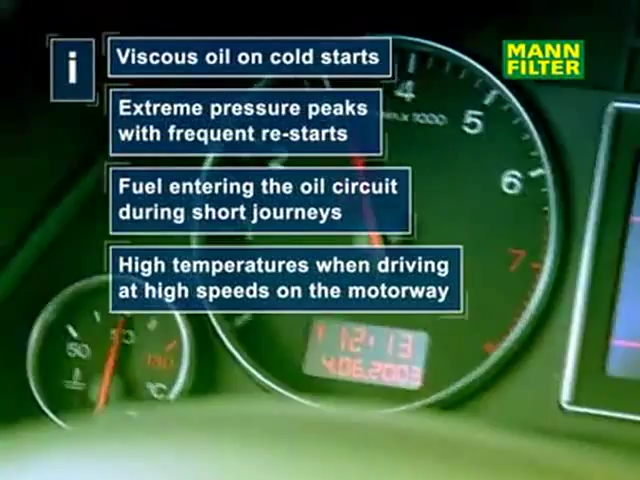 i
Viscous oil on cold starts
MANN
FILTER
Extreme pressure peaks
with frequent re-starts
Fuel entering the oil circuit
during short journeys
High temperatures when driving
at high speeds on the motorway
4
5
6
7
x 1000
50
°C
12:13
4.06.2003